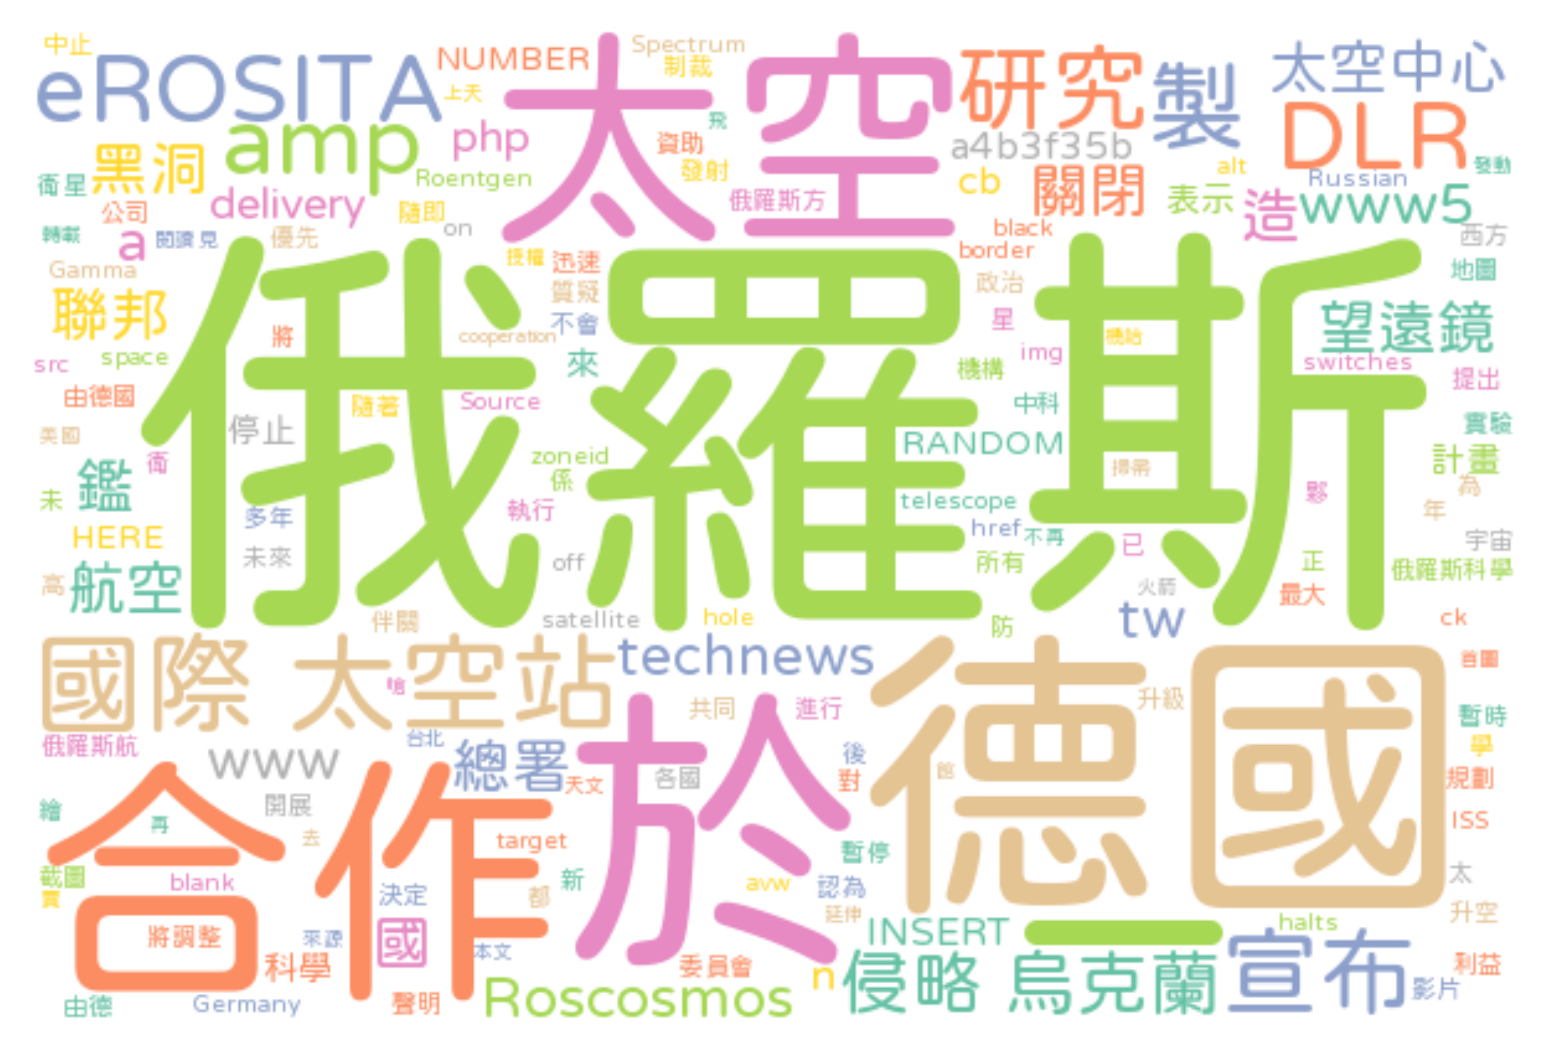 中止
eROSITA
NUMBER
上天
太空
Spectrum
制裁
研究
製
太空中心
DLR
發動
amp
php
資助
飛
發射
a4b3f35b
cb
關閉
alt
Russian
表示
www5
造
黑洞
衛星
公司
delivery
Roentgen
隨即
on
俄羅斯方
black
border
西方
轉載
a
優先
Gamma
授權
迅速
質疑
不會
政治
地圖
聯邦
俄羅斯
將
cooperation
來
星
img
機構
望遠鏡
switches
提出
src
space
由德國
隨著
Source
停止
中科
RANDOM
實驗
計畫
美國
衛
zoneid
係
掃帚
鑑
未
執行
telescope
夥
為
年
多年
href
不再
HERE
未來
off
所有
已
正
宇宙
俄羅斯科學
高
航空
火箭
最大
伴關
satellite
hole
防
tw
ck
國際 太空站
technews
德國
首圖
嗆
共同
進行
升級
暫時
俄羅斯航
台北
於
學
www
總署
天文
各國
後
對
館
規劃
繪
開展
合作
ISS
再
去
target
暫停
截圖
blank
新
avw
認為
太
賣
決定
都
延伸
升空
將調整
國
來源
本文
INSERT
一
halts
科學
委員會
n
侵略 烏克蘭
宣布
利益
由德
Germany
聲明
Roscosmos
影片